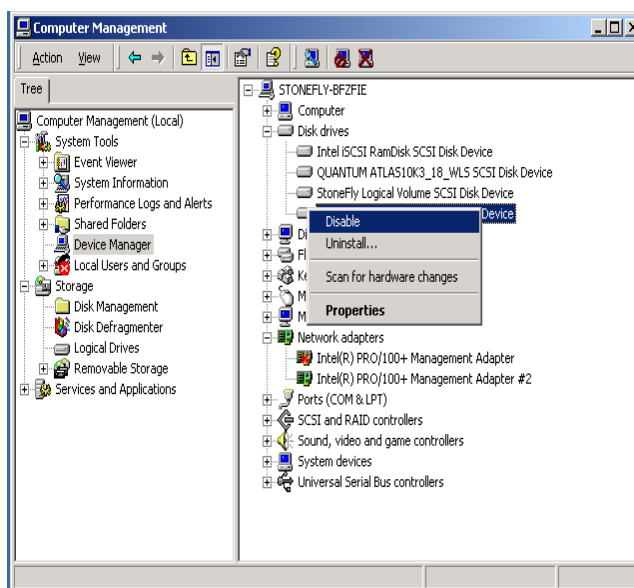 Computer Management
Action View
Tree
Computer Management (Local)
System Tools
Event Viewer
System Information
Performance Logs and Alerts
Shared Folders
Device Manager
Local Users and Groups
Storage
Disk Management
Disk Defragmenter
Logical Drives
Removable Storage
Services and Applications
STONEFLY-BFZFIE
Computer
Disk drives
Intel iSCSI RamDisk SCSI Disk Device
QUANTUM ATLAS10K3_18_WLS SCSI Disk Device
StoneFly Logical Volume SCSI Disk Device
Device
Disable
Uninstall...
Scan for hardware changes
Properties
Di
Fl
Ke
M
M
Network adapters
Intel(R) PRO/100+ Management Adapter
Intel(R) PRO/100+ Management Adapter #2
Ports (COM & LPT)
SCSI and RAID controllers
Sound, video and game controllers
System devices
Universal Serial Bus controllers